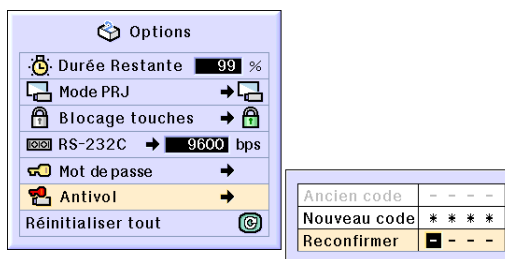 Options
Durée Restante 99 %
Mode PRJ
Blocage touches
RS-232C 9600 bps
Mot de passe
Antivol
Réinitialiser tout
Ancien code - - - -
Nouveau code * * * *
Reconfirmer - - - -